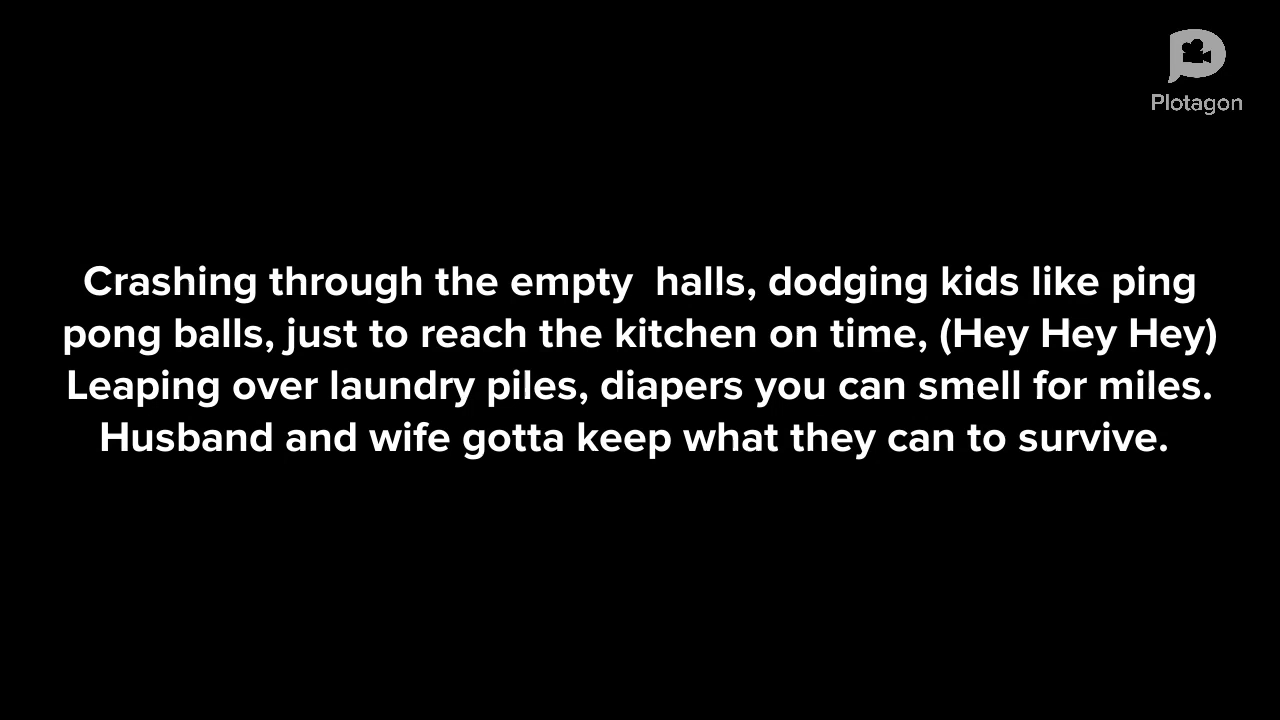 Plotagon
Crashing through the empty  halls, dodging kids like ping
pong balls, just to reach the kitchen on time, (Hey Hey Hey)
Leaping over laundry piles, diapers you can smell for miles.
Husband and wife gotta keep what they can to survive.